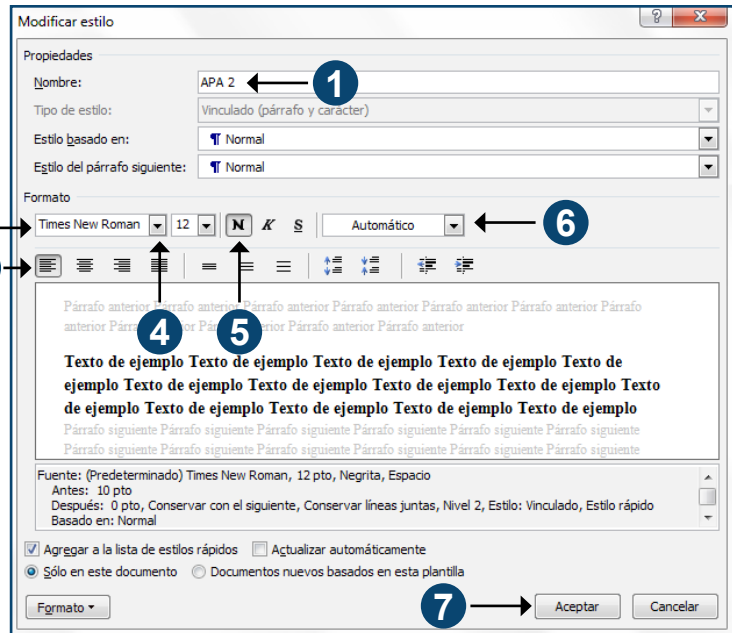 Modificar estilo
Propiedades
Nombre: APA 2 1
Tipo de estilo: Vinculado (párrafo y carácter)
Estilo basado en: ¶ Normal
Estilo del párrafo siguiente: ¶ Normal
Formato
Times New Roman 12 N K S Automático 6
4 5
Párrafo anterior Párrafo anterior Párrafo anterior Párrafo anterior Párrafo anterior Párrafo anterior Párrafo
anterior Párrafo anterior Párrafo anterior Párrafo anterior Párrafo anterior
Texto de ejemplo Texto de ejemplo Texto de ejemplo Texto de ejemplo Texto de
ejemplo Texto de ejemplo Texto de ejemplo Texto de ejemplo Texto de ejemplo Texto
de ejemplo Texto de ejemplo Texto de ejemplo Texto de ejemplo Texto de ejemplo
Párrafo siguiente Párrafo siguiente Párrafo siguiente Párrafo siguiente Párrafo siguiente
Párrafo siguiente Párrafo siguiente Párrafo siguiente Párrafo siguiente Párrafo siguiente
Fuente: (Predeterminado) Times New Roman, 12 pto, Negrita, Espacio
Antes: 10 pto
Después: 0 pto, Conservar con el siguiente, Conservar líneas juntas, Nivel 2, Estilo: Vinculado, Estilo rápido
Basado en: Normal
Agregar a la lista de estilos rápidos Actualizar automáticamente
Sólo en este documento Documentos nuevos basados en esta plantilla
Formato 7 Aceptar Cancelar